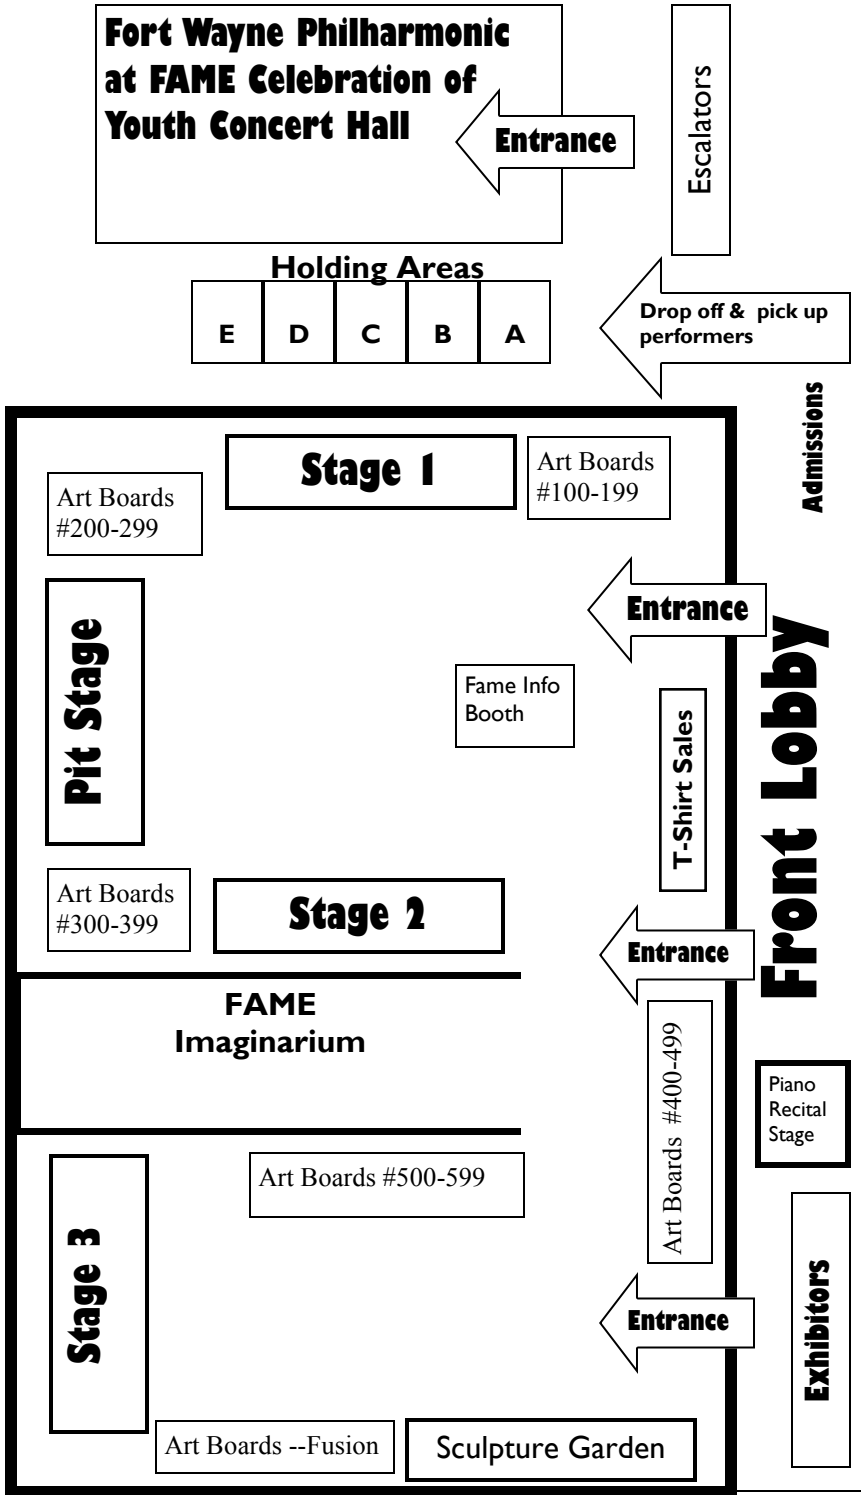 Fort Wayne Philharmonic
at FAME Celebration of
Youth Concert Hall
Entrance
Escalators
Holding Areas
E D C B A
Drop off & pick up
performers
Admissions
Stage 1
Art Boards
#100-199
Art Boards
#200-299
Entrance
Pit Stage
Front Lobby
Fame Info
Booth
T-Shirt Sales
Art Boards
#300-399
Stage 2
Entrance
FAME
Imaginarium
Art Boards #400-499
Piano
Recital
Stage
Art Boards #500-599
Stage 3
Entrance
Exhibitors
Art Boards --Fusion
Sculpture Garden